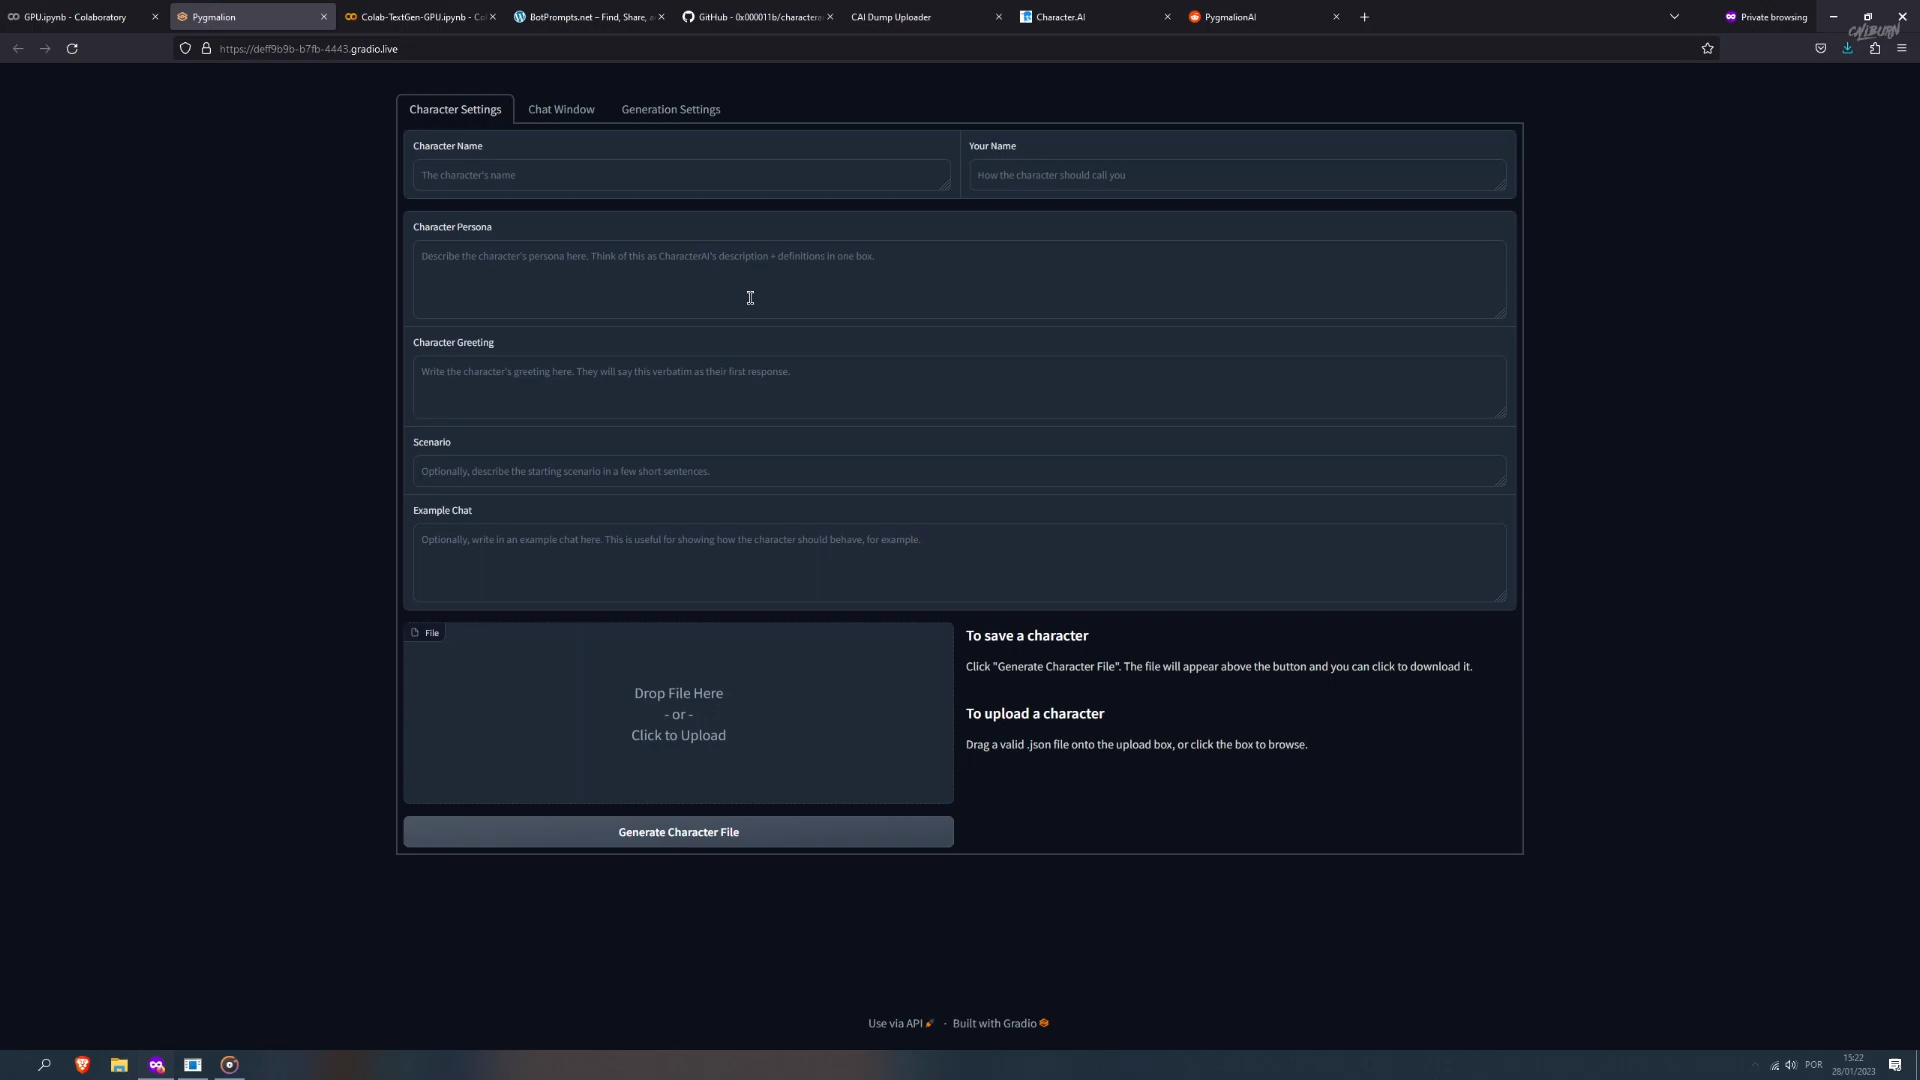 GPU.ipynb - Colaboratory
Pygmalion
Colab-TextGen-GPU.ipynb - Col
BotPrompts.net – Find, Share, a
GitHub - 0x000011b/characterai
CAI Dump Uploader
Character.AI
PygmalionAI
Private browsing
CALIBURN
https://deff9b9b-b7fb-4443.gradio.live
Character Settings
Chat Window
Generation Settings
Character Name
Your Name
The character's name
How the character should call you
Character Persona
Describe the character's persona here. Think of this as CharacterAI's description + definitions in one box.
Character Greeting
Write the character's greeting here. They will say this verbatim as their first response.
Scenario
Optionally, describe the starting scenario in a few short sentences.
Example Chat
Optionally, write in an example chat here. This is useful for showing how the character should behave, for example.
File
Drop File Here
- or -
Click to Upload
To save a character
Click "Generate Character File". The file will appear above the button and you can click to download it.
To upload a character
Drag a valid .json file onto the upload box, or click the box to browse.
Generate Character File
Use via API · Built with Gradio
POR
15:22
28/01/2023